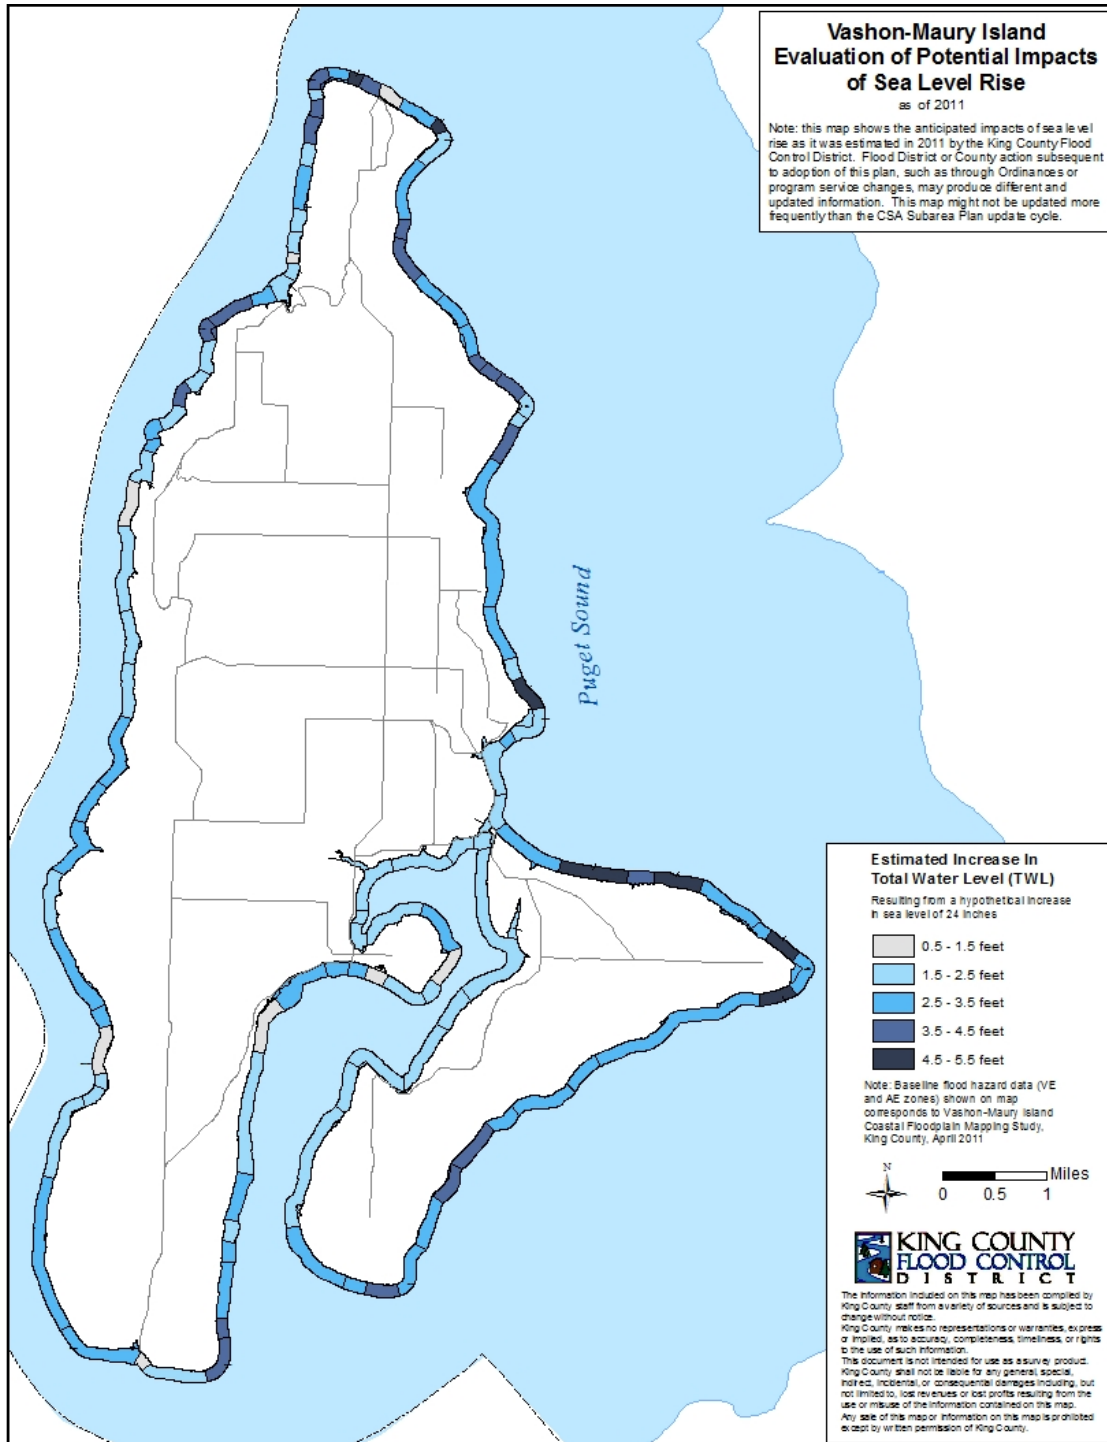 Vashon-Maury Island
Evaluation of Potential Impacts
of Sea Level Rise
as of 2011
Note: this map shows the anticipated impacts of sea level
rise as it was estimated in 2011 by the King County Flood
Control District. Flood District or County action subsequent
to adoption of this plan, such as through Ordinances or
program service changes, may produce different and
updated information. This map might not be updated more
frequently than the CSA Subarea Plan update cycle.
Puget Sound
Estimated Increase In
Total Water Level (TWL)
Resulting from a hypothetical increase
in sea level of 24 inches
0.5 - 1.5 feet
1.5 - 2.5 feet
2.5 - 3.5 feet
3.5 - 4.5 feet
4.5 - 5.5 feet
Note: Baseline flood hazard data (VE
and AE zones) shown on map
corresponds to Vashon-Maury Island
Coastal Floodplain Mapping Study,
King County, April 2011
N
Miles
0 0.5 1
KING COUNTY
FLOOD CONTROL
DISTRICT
The information included on this map has been compiled by
King County staff from a variety of sources and is subject to
change without notice.
King County makes no representations or warranties, express
or implied, as to accuracy, completeness, timeliness, or rights
to the use of such information.
This document is not intended for use as a survey product.
King County shall not be liable for any general, special,
indirect, incidental, or consequential damages including, but
not limited to, lost revenues or lost profits resulting from the
use or misuse of the information contained on this map.
Any sale of this map or information on this map is prohibited
except by written permission of King County.